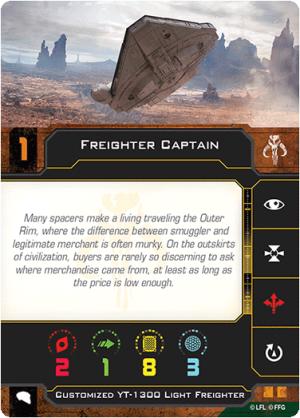 1
FREIGHTER CAPTAIN
Many spacers make a living traveling the Outer
Rim, where the difference between smuggler and
legitimate merchant is often murky. On the outskirts
of civilization, buyers are rarely so discerning to ask
where merchandise came from, at least as long as
the price is low enough.
2 1 8 3
CUSTOMIZED YT-1300 LIGHT FREIGHTER
© LFL © FFG